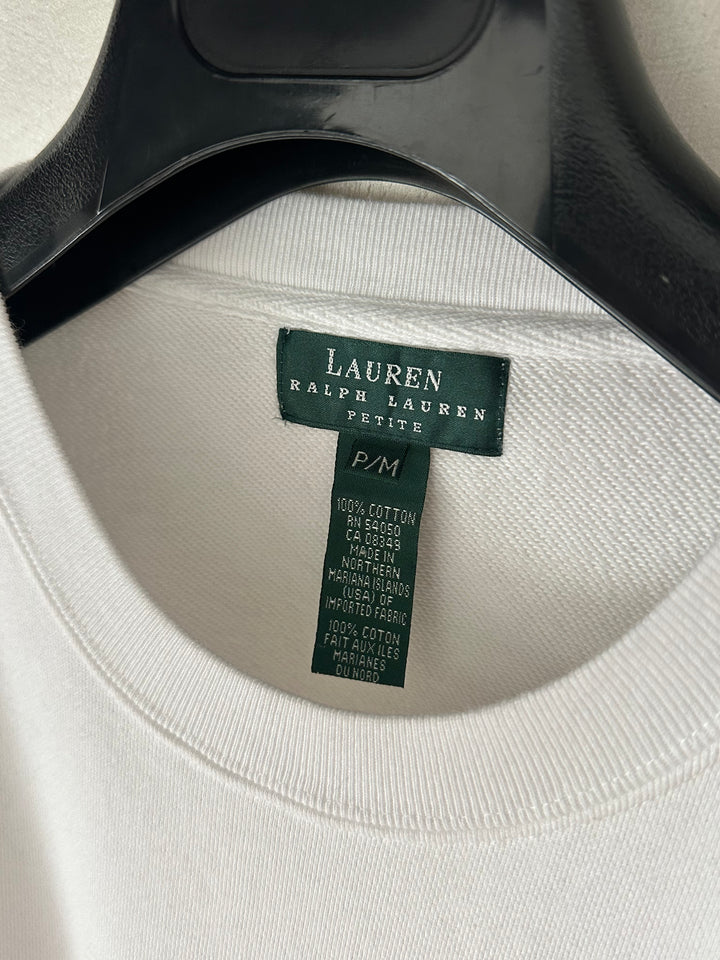 LAUREN
RALPH LAUREN
PETITE
P/M
100% COTTON
RN 54050
CA 08349
MADE IN
NORTHERN
MARIANA ISLANDS
(USA) OF
IMPORTED FABRIC
100% COTON
FAIT AUX ILES
MARIANES
DU NORD